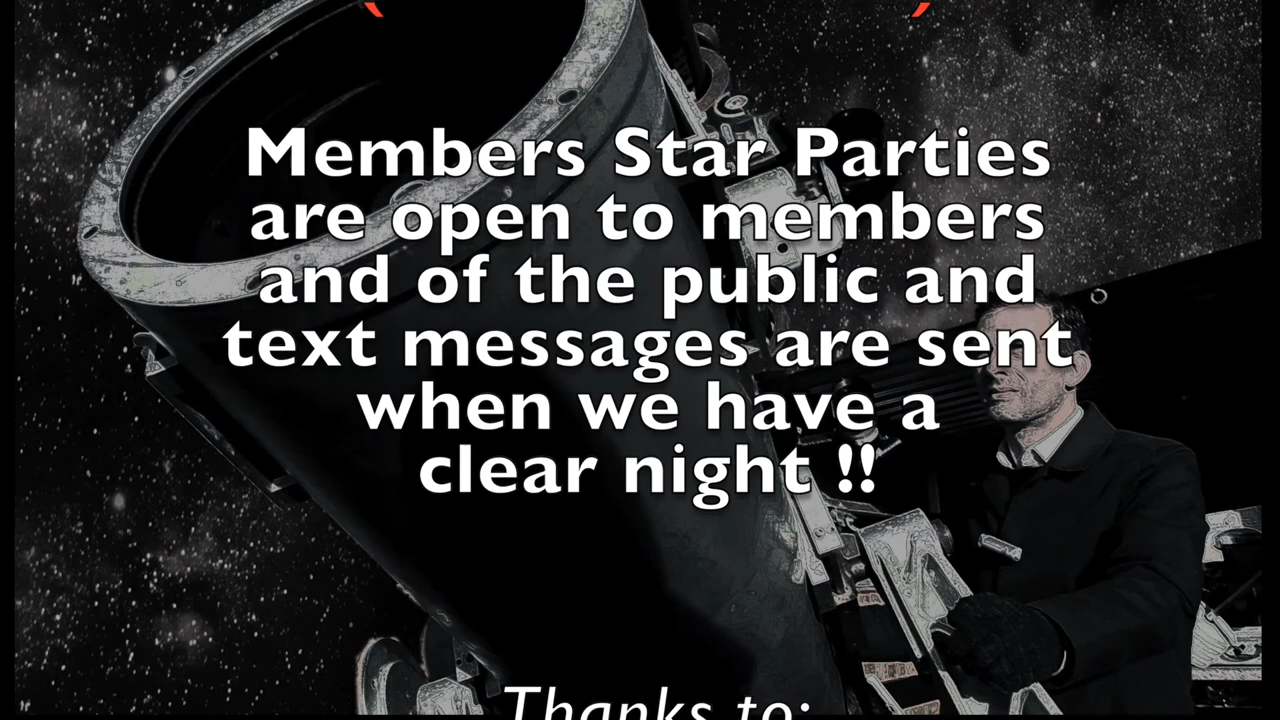 Members Star Parties
are open to members
and of the public and
text messages are sent
when we have a
clear night !!
Thanks to: